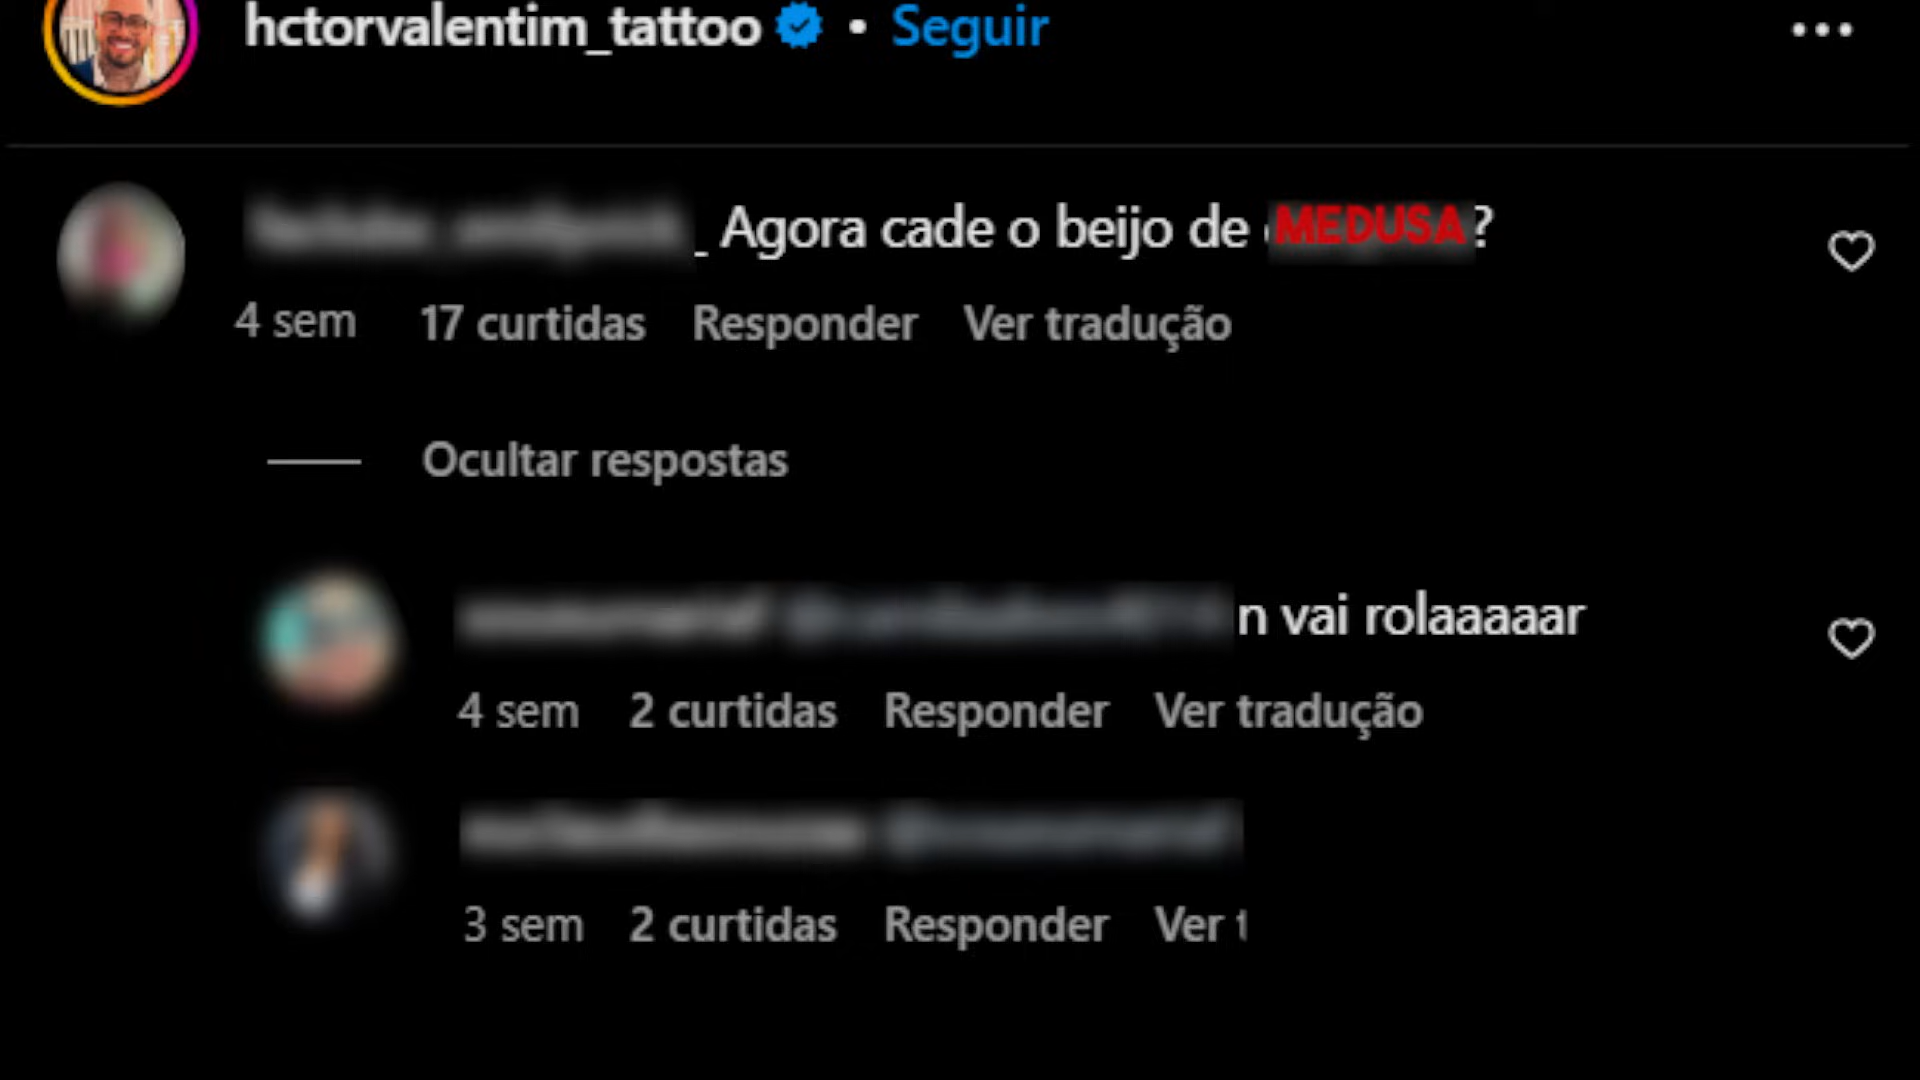 hctorvalentim_tattoo • Seguir
_ Agora cade o beijo de MEDUSA?
4 sem 17 curtidas Responder Ver tradução
Ocultar respostas
n vai rolaaaaar
4 sem 2 curtidas Responder Ver tradução
3 sem 2 curtidas Responder Ver